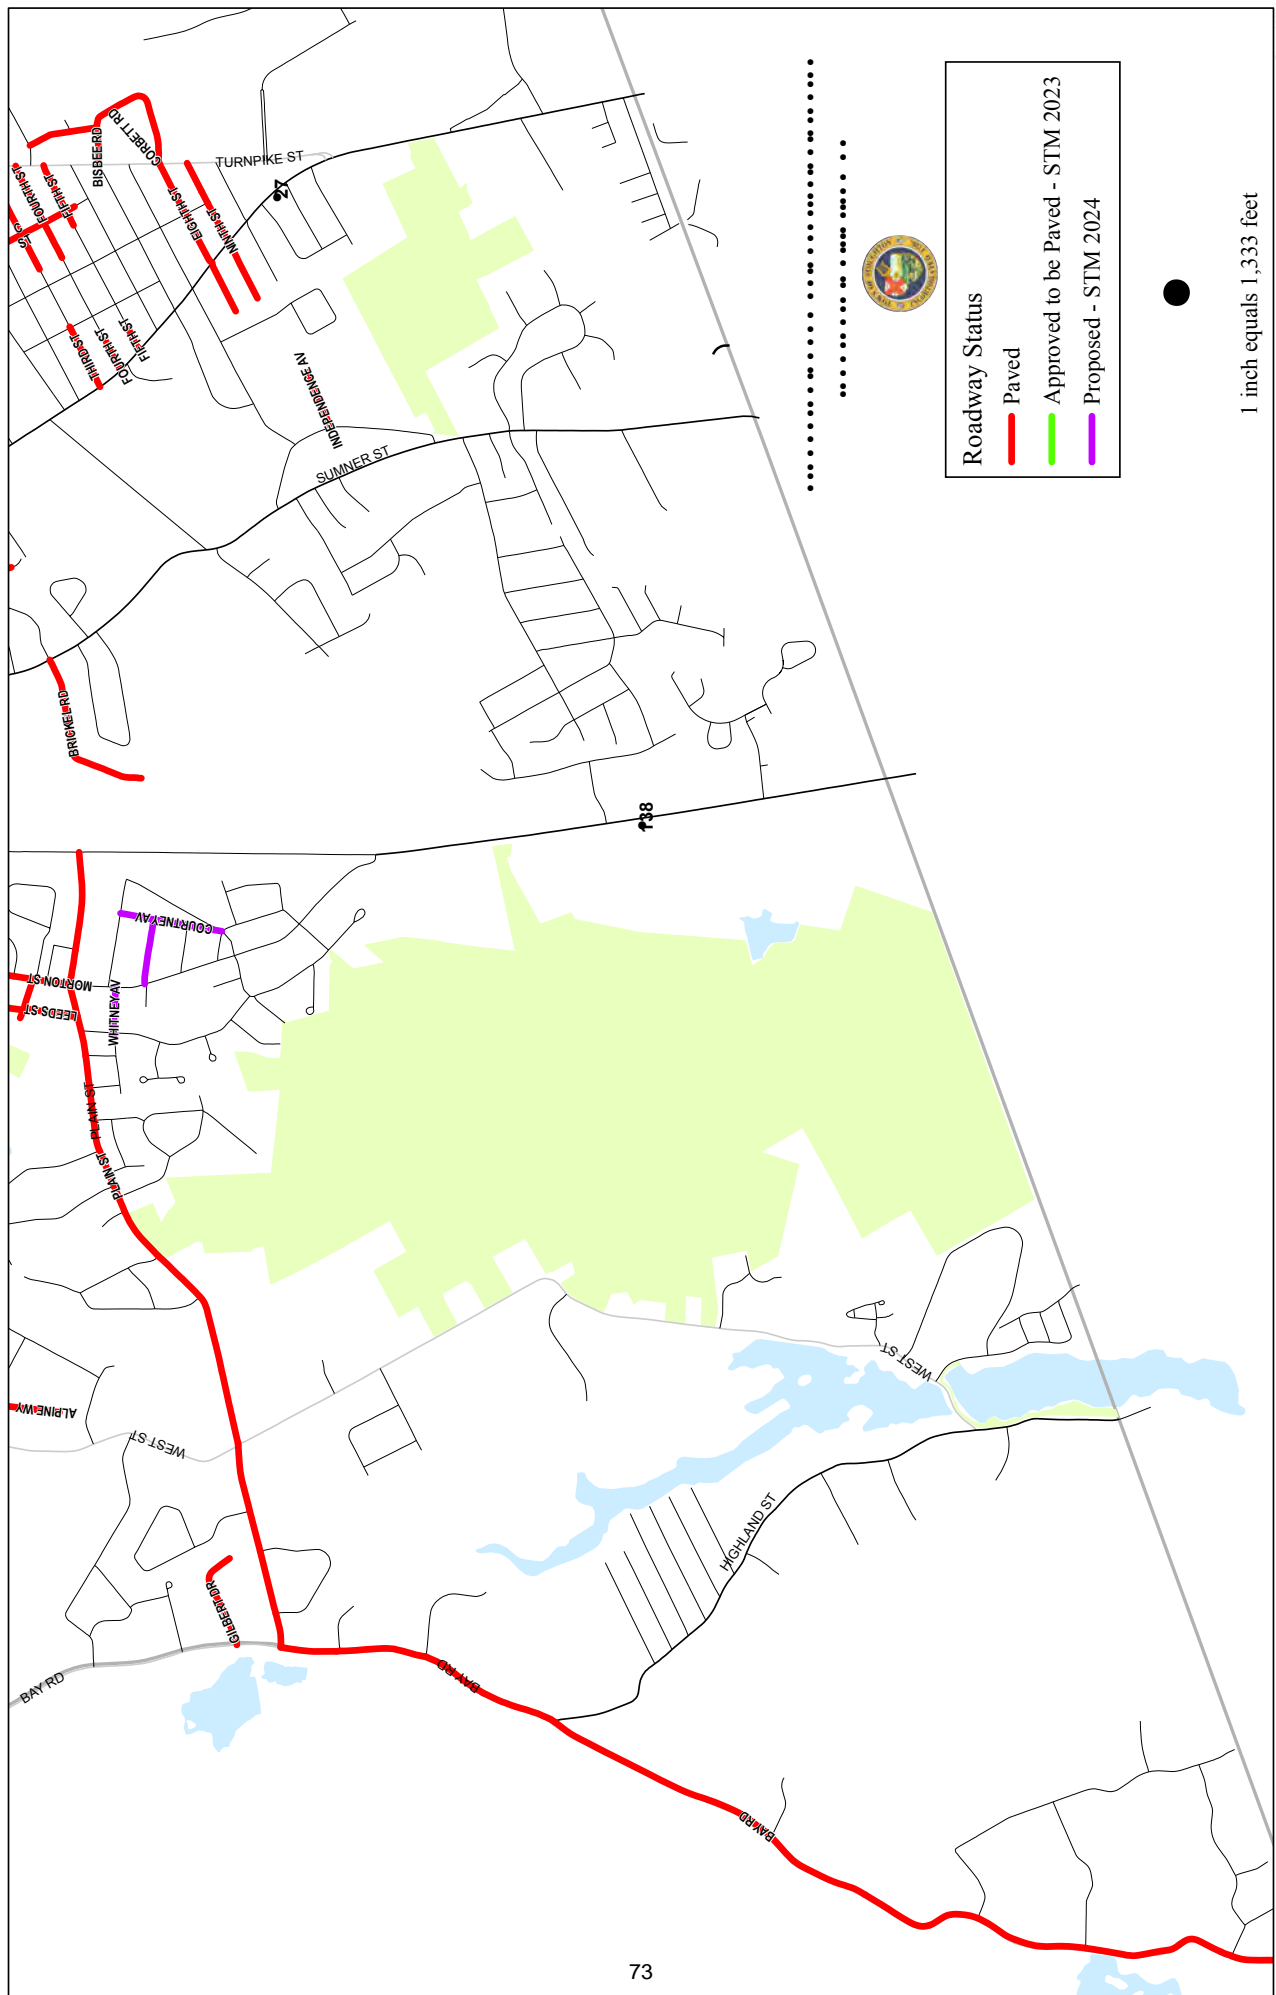 FOURTH ST
FIFTH ST
ST
BISBEE RD
CORBETT RD
TURNPIKE ST
27
EIGHTH ST
NINTH ST
THIRD ST
FOURTH ST
FIFTH ST
INDEPENDENCE AV
SUMNER ST
BRICKEL RD
138
COURTNEY AV
MORTON ST
LEEDS ST
WHITNEY AV
PLAIN ST
PLAIN ST
ALPINE WY
WEST ST
WEST ST
HIGHLAND ST
GILBERT DR
BAY RD
BAY RD
BAY RD
Roadway Status
Paved
Approved to be Paved - STM 2023
Proposed - STM 2024
1 inch equals 1,333 feet
73